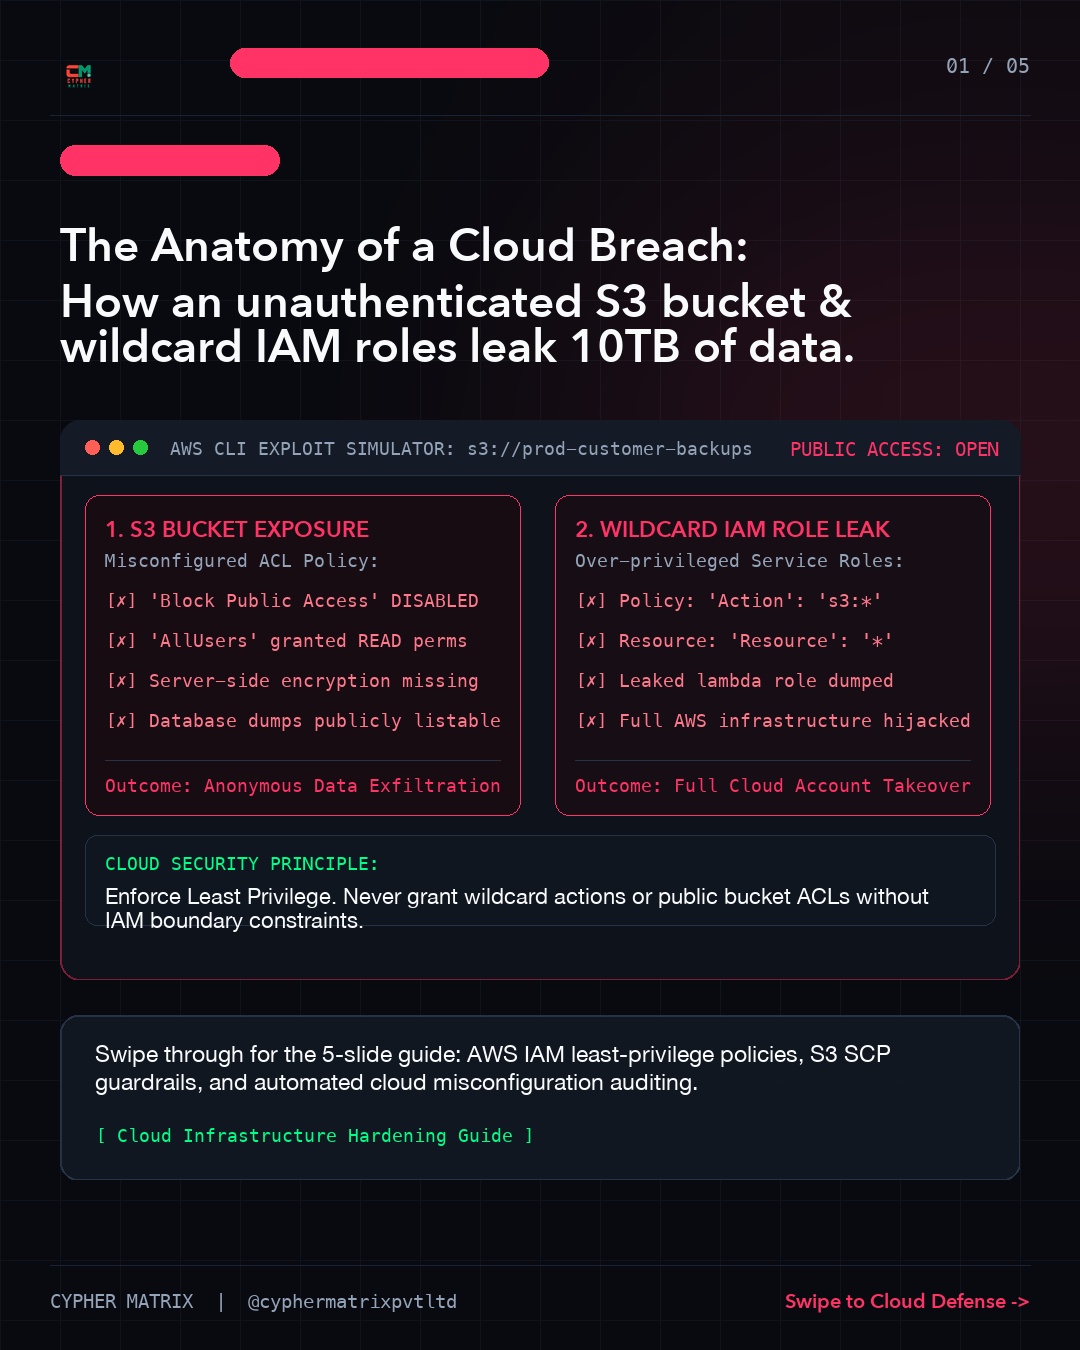 CM
CYPHER
MATRIX
01 / 05
The Anatomy of a Cloud Breach:
How an unauthenticated S3 bucket &
wildcard IAM roles leak 10TB of data.
AWS CLI EXPLOIT SIMULATOR: s3://prod-customer-backups
PUBLIC ACCESS: OPEN
1. S3 BUCKET EXPOSURE
Misconfigured ACL Policy:
[✗] 'Block Public Access' DISABLED
[✗] 'AllUsers' granted READ perms
[✗] Server-side encryption missing
[✗] Database dumps publicly listable
Outcome: Anonymous Data Exfiltration
2. WILDCARD IAM ROLE LEAK
Over-privileged Service Roles:
[✗] Policy: 'Action': 's3:*'
[✗] Resource: 'Resource': '*'
[✗] Leaked lambda role dumped
[✗] Full AWS infrastructure hijacked
Outcome: Full Cloud Account Takeover
CLOUD SECURITY PRINCIPLE:
Enforce Least Privilege. Never grant wildcard actions or public bucket ACLs without
IAM boundary constraints.
Swipe through for the 5-slide guide: AWS IAM least-privilege policies, S3 SCP
guardrails, and automated cloud misconfiguration auditing.
[ Cloud Infrastructure Hardening Guide ]
CYPHER MATRIX | @cyphermatrixpvtltd
Swipe to Cloud Defense ->